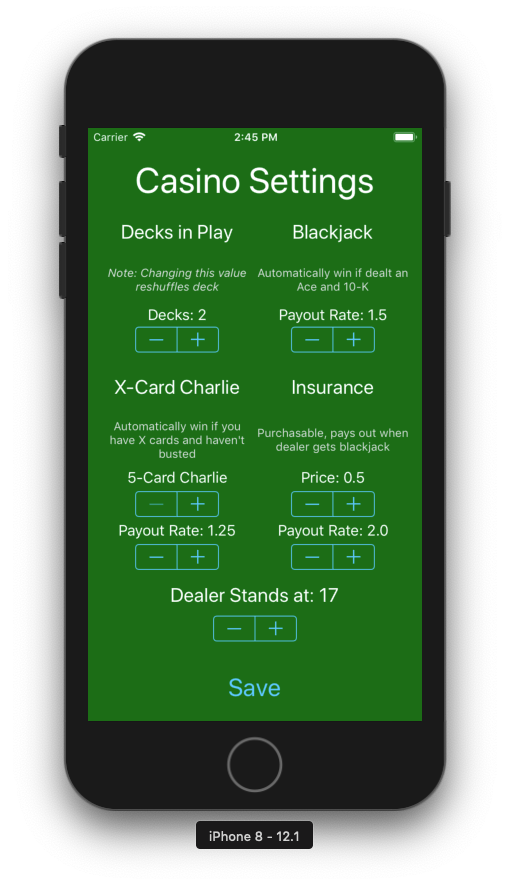 Carrier 2:45 PM
Casino Settings
Decks in Play
Note: Changing this value
reshuffles deck
Decks: 2
− +
Blackjack
Automatically win if dealt an
Ace and 10-K
Payout Rate: 1.5
− +
X-Card Charlie
Automatically win if you
have X cards and haven't
busted
5-Card Charlie
− +
Payout Rate: 1.25
− +
Insurance
Purchasable, pays out when
dealer gets blackjack
Price: 0.5
− +
Payout Rate: 2.0
− +
Dealer Stands at: 17
− +
Save
iPhone 8 - 12.1